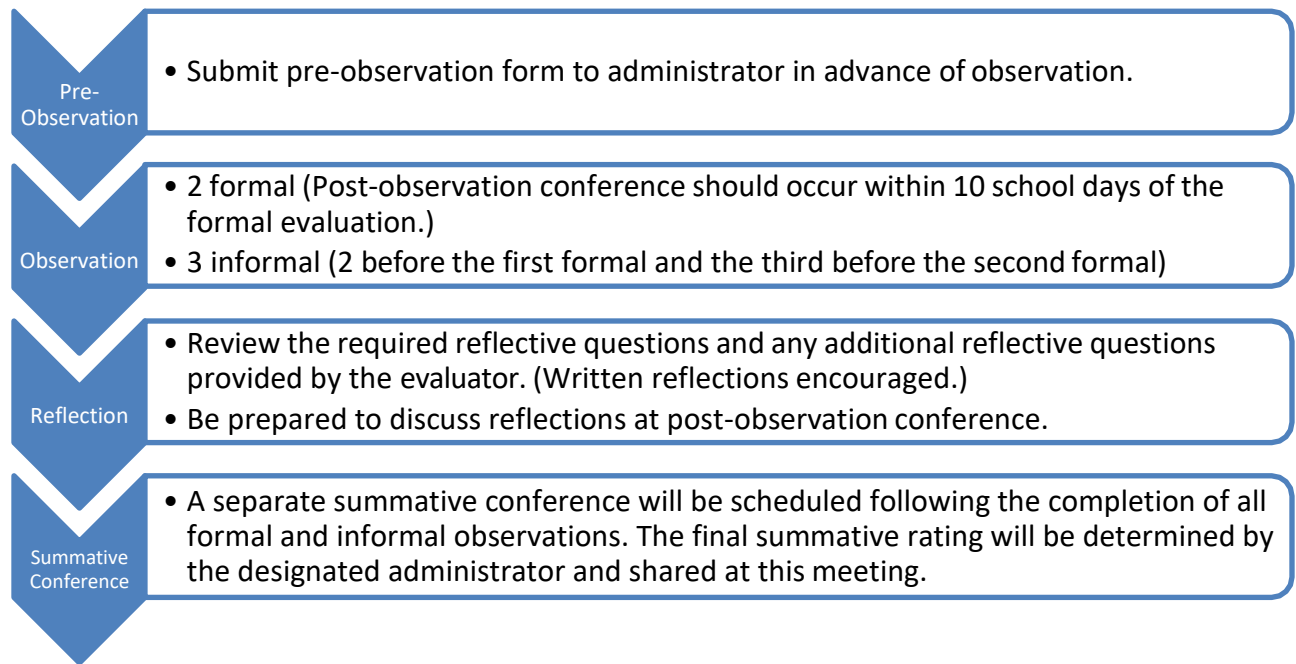 Pre-
Observation
• Submit pre-observation form to administrator in advance of observation.
Observation
• 2 formal (Post-observation conference should occur within 10 school days of the
formal evaluation.)
• 3 informal (2 before the first formal and the third before the second formal)
Reflection
• Review the required reflective questions and any additional reflective questions
provided by the evaluator. (Written reflections encouraged.)
• Be prepared to discuss reflections at post-observation conference.
Summative
Conference
• A separate summative conference will be scheduled following the completion of all
formal and informal observations. The final summative rating will be determined by
the designated administrator and shared at this meeting.